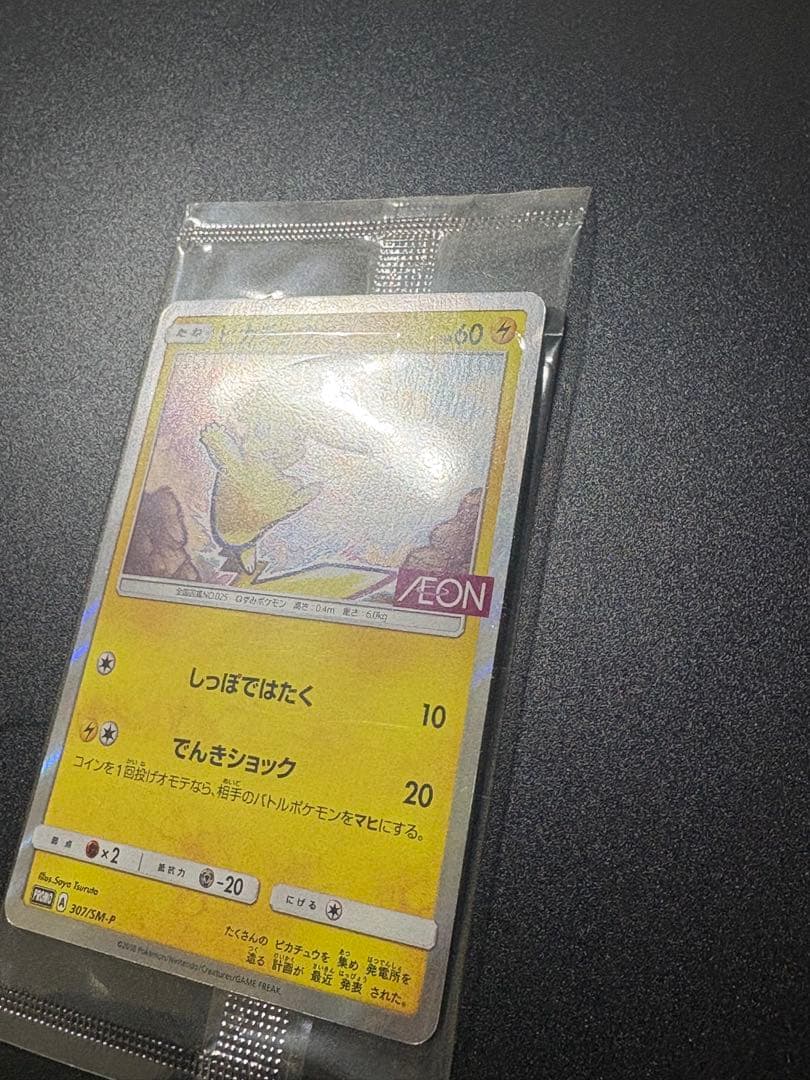 たね ピカチュウ HP60
全国図鑑NO.025 ねずみポケモン 高さ:0.4m 重さ:6.0kg
ÆON
しっぽではたく 10
でんきショック 20
コインを1回投げオモテなら、相手のバトルポケモンをマヒにする。
弱点 ×2 抵抗力 -20 にげる
illus. Saya Tsuruta
PROMO A 307/SM-P
たくさんの ピカチュウを 集め 発電所を
造る 計画が 最近 発表 された。
©2018 Pokémon/Nintendo/Creatures/GAME FREAK.